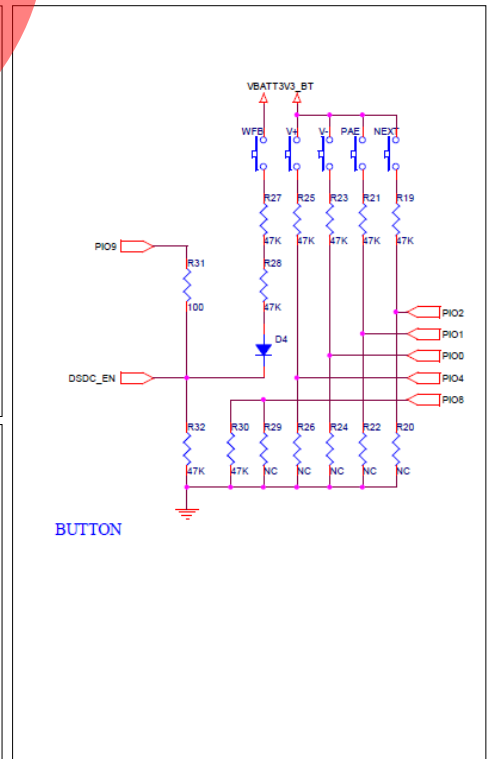 VBATT3V3_BT
WFB V+ V- PAE NEXT
R27 R25 R23 R21 R19
47K 47K 47K 47K 47K
PIO9
R31 R28
100 47K
PIO2
D4 PIO1
PIO0
DSDC_EN PIO4
PIO8
R32 R30 R29 R26 R24 R22 R20
47K 47K NC NC NC NC NC
BUTTON